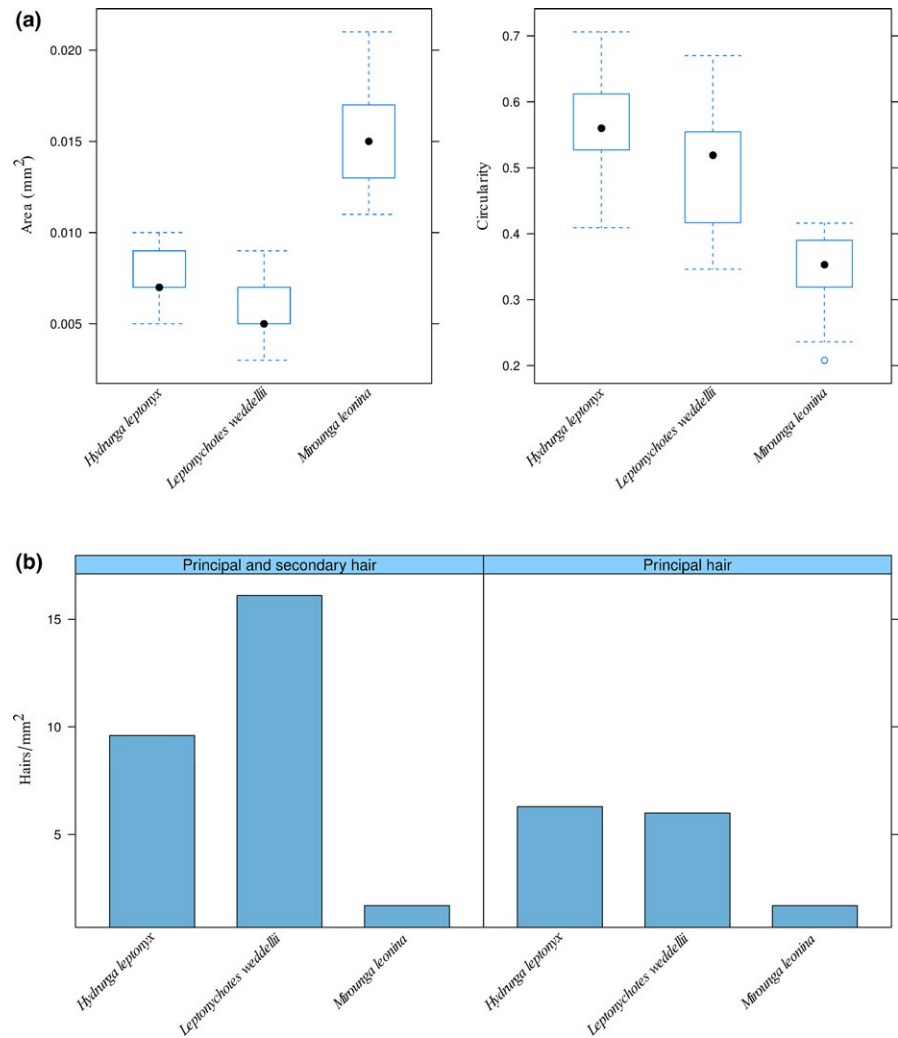 (a)
0.020
0.015
0.010
0.005
Area (mm²)
Hydrurga leptonyx
Leptonychotes weddellii
Mirounga leonina
0.7
0.6
0.5
0.4
0.3
0.2
Circularity
Hydrurga leptonyx
Leptonychotes weddellii
Mirounga leonina
(b)
Principal and secondary hair
Principal hair
15
10
5
Hairs/mm²
Hydrurga leptonyx
Leptonychotes weddellii
Mirounga leonina
Hydrurga leptonyx
Leptonychotes weddellii
Mirounga leonina